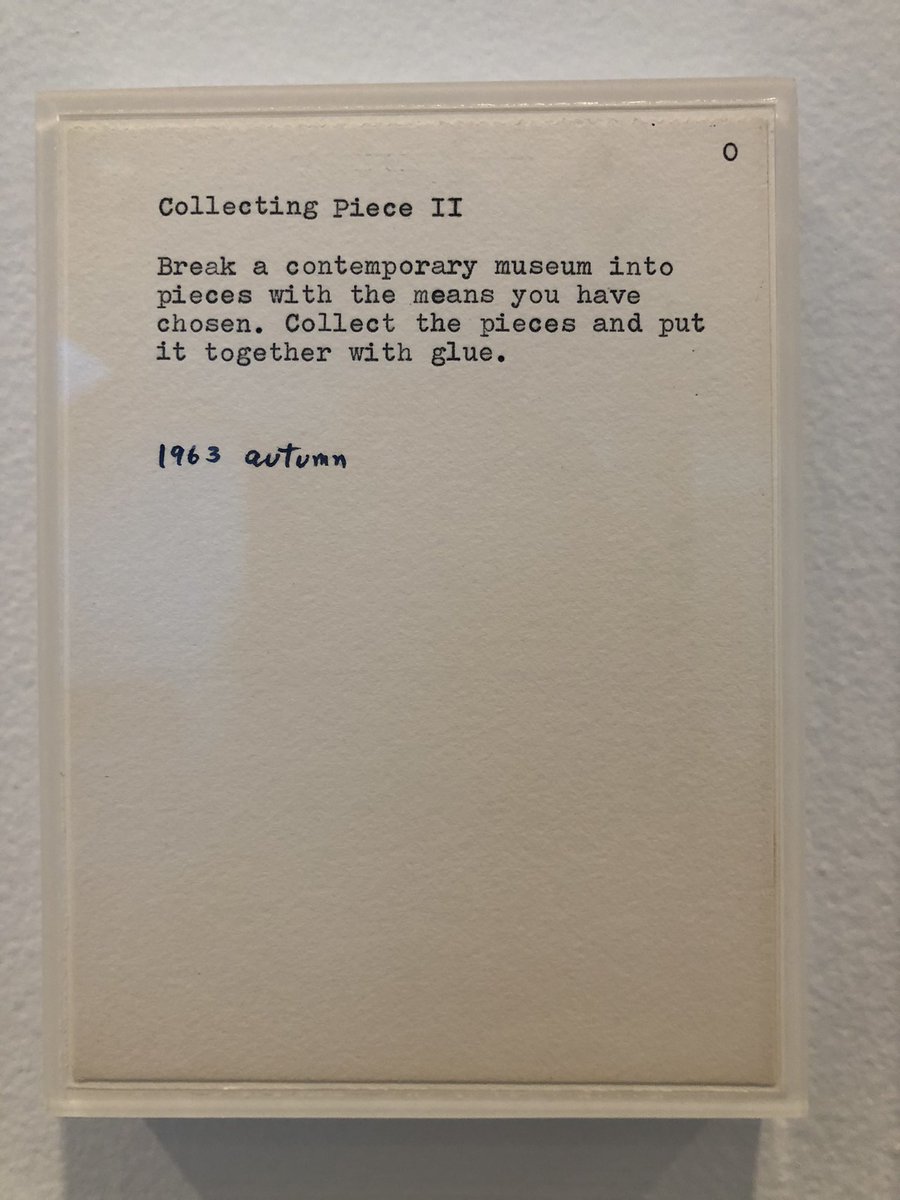 O
Collecting Piece II
Break a contemporary museum into
pieces with the means you have
chosen. Collect the pieces and put
it together with glue.
1963 autumn